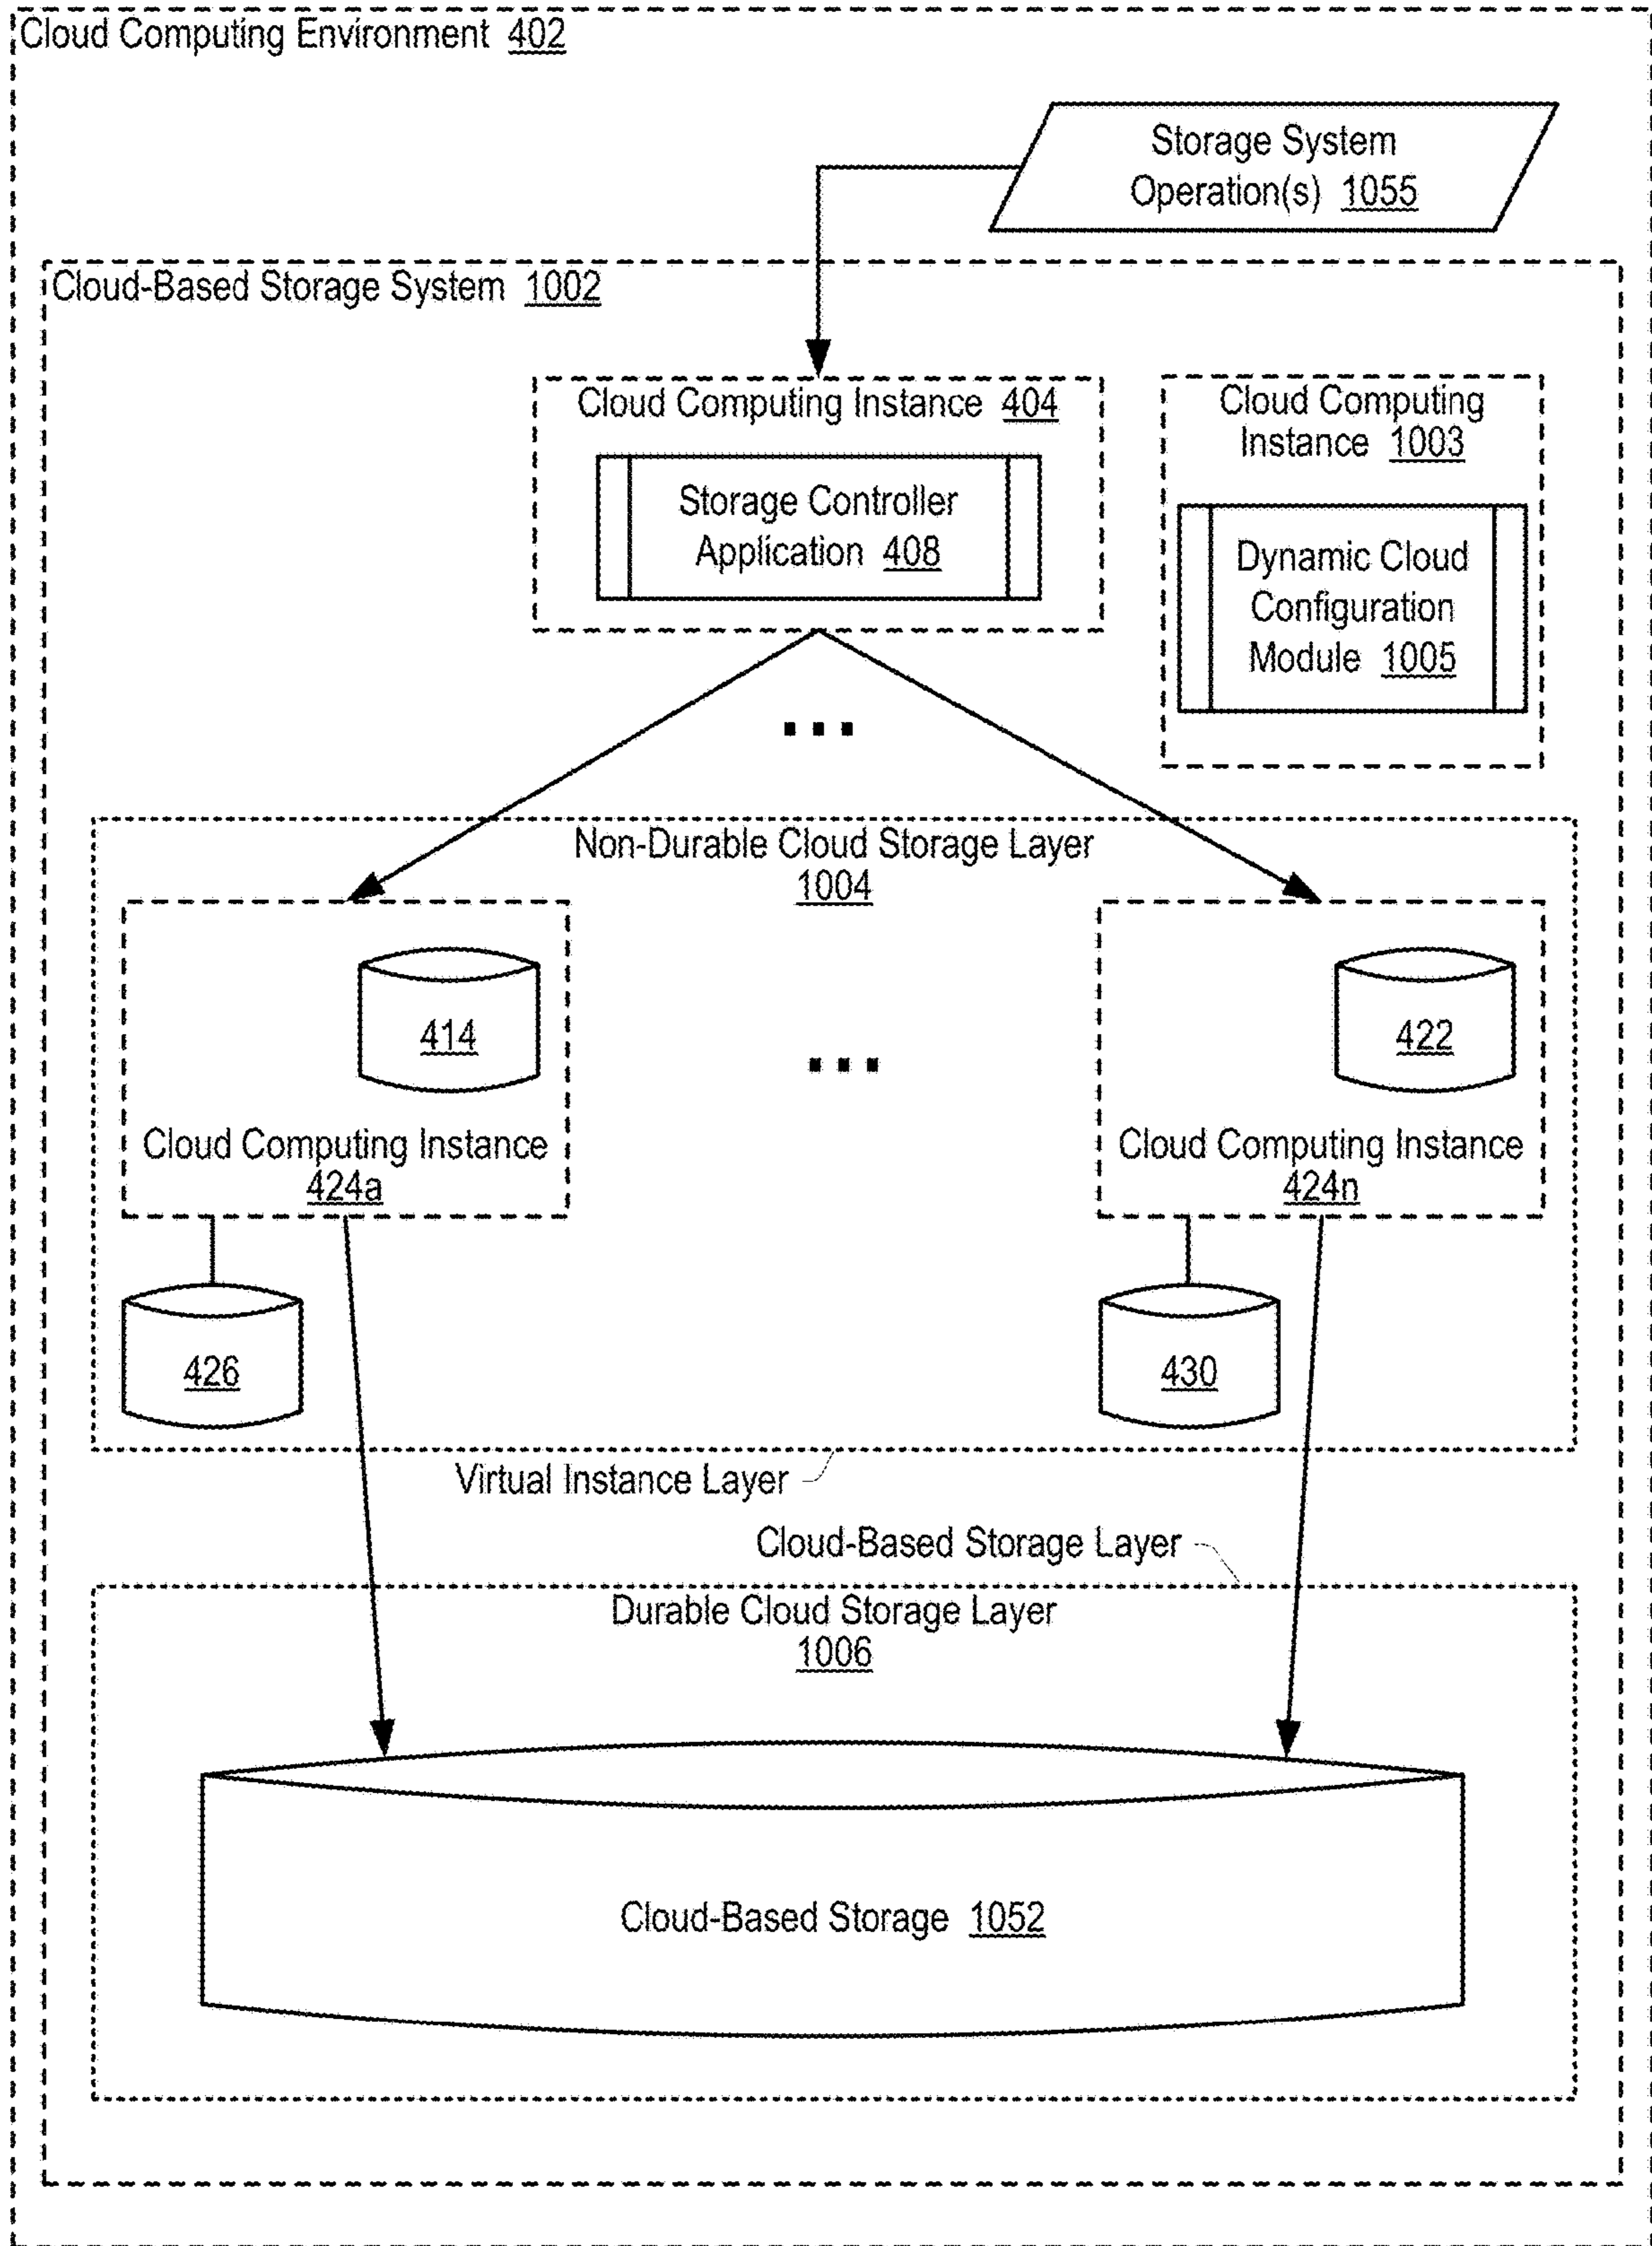 Cloud Computing Environment 402
Storage System
Operation(s) 1055
Cloud-Based Storage System 1002
Cloud Computing Instance 404
Storage Controller
Application 408
Cloud Computing
Instance 1003
Dynamic Cloud
Configuration
Module 1005
Non-Durable Cloud Storage Layer
1004
414
Cloud Computing Instance
424a
426
422
Cloud Computing Instance
424n
430
Virtual Instance Layer
Cloud-Based Storage Layer
Durable Cloud Storage Layer
1006
Cloud-Based Storage 1052